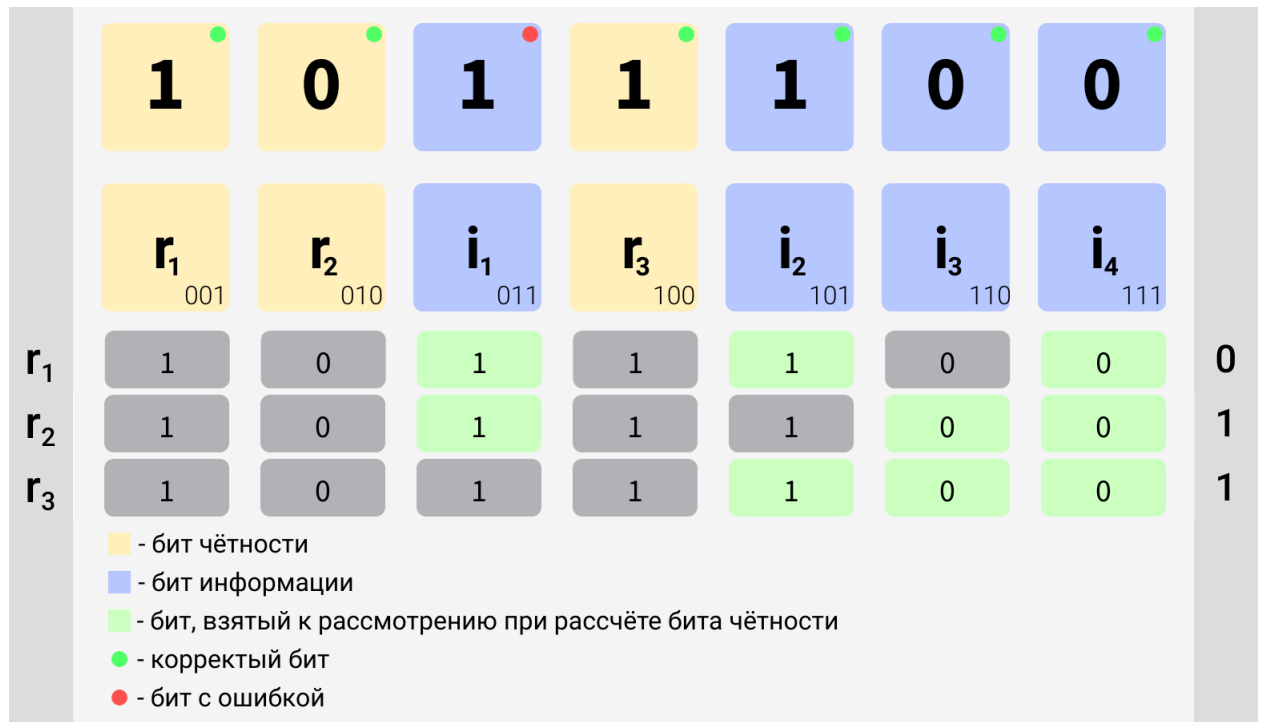 1 0 1 1 1 0 0
r₁ r₂ i₁ r₃ i₂ i₃ i₄
001 010 011 100 101 110 111
r₁ 1 0 1 1 1 0 0 0
r₂ 1 0 1 1 1 0 0 1
r₃ 1 0 1 1 1 0 0 1
- бит чётности
- бит информации
- бит, взятый к рассмотрению при рассчёте бита чётности
- корректый бит
- бит с ошибкой